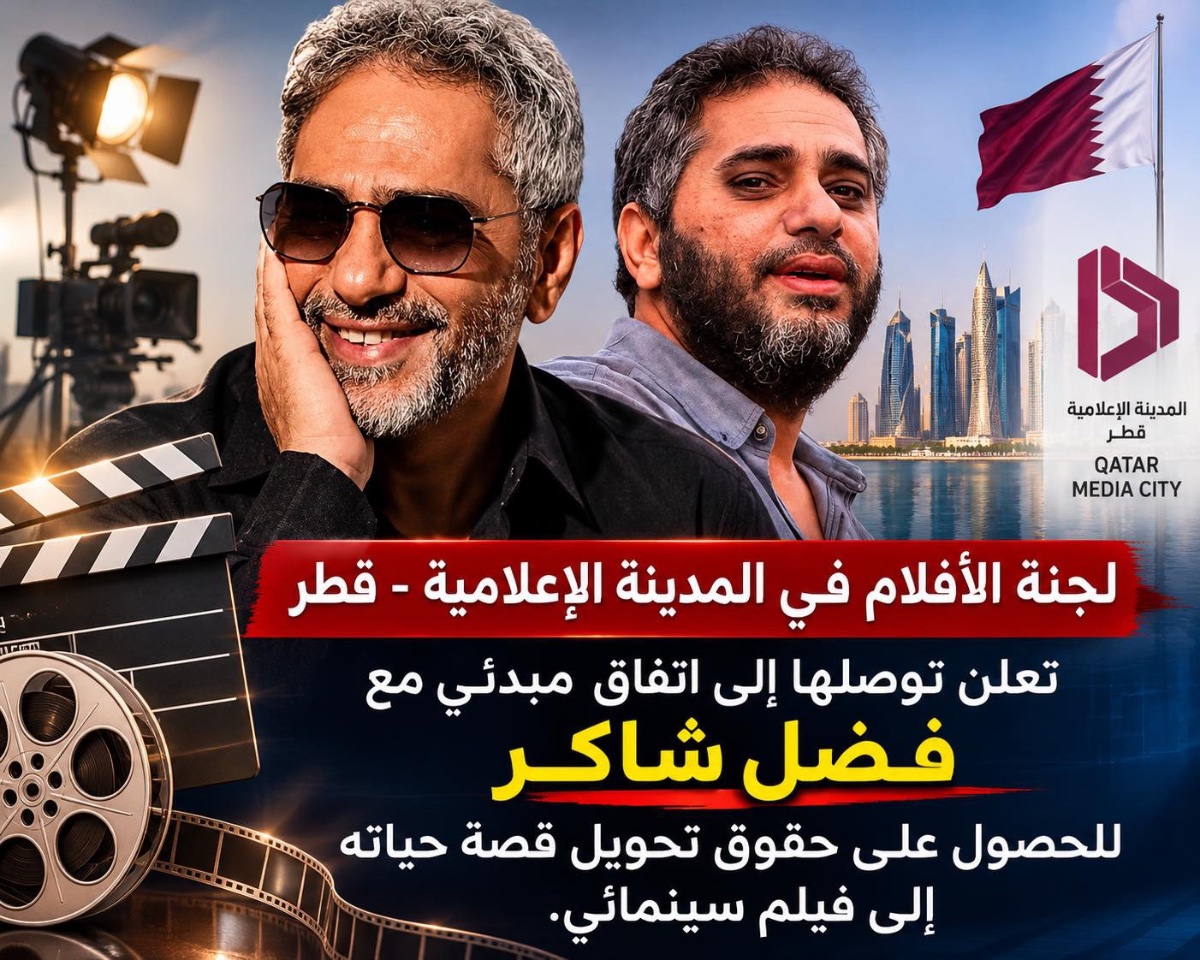 المدينة الإعلامية
قطر
QATAR
MEDIA CITY
لجنة الأفلام في المدينة الإعلامية - قطر
تعلن توصلها إلى اتفاق مبدئي مع
فضل شاكر
للحصول على حقوق تحويل قصة حياته
إلى فيلم سينمائي.